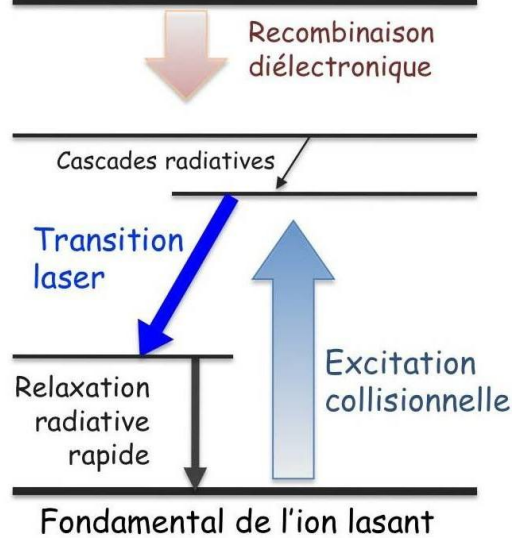 Recombinaison
diélectronique
Cascades radiatives
Transition
laser
Excitation
collisionnelle
Relaxation
radiative
rapide
Fondamental de l'ion lasant